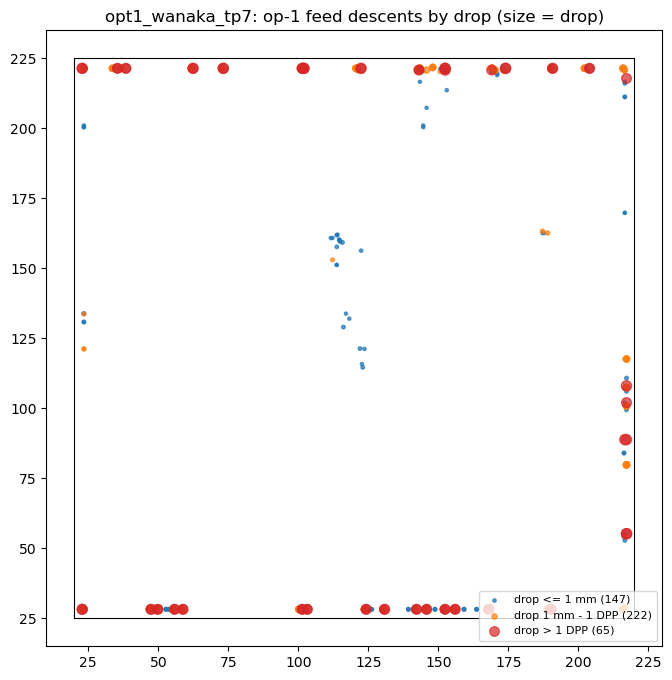 opt1_wanaka_tp7: op-1 feed descents by drop (size = drop)
225
200
175
150
125
100
75
50
25
drop <= 1 mm (147)
drop 1 mm - 1 DPP (222)
drop > 1 DPP (65)
25 50 75 100 125 150 175 200 225